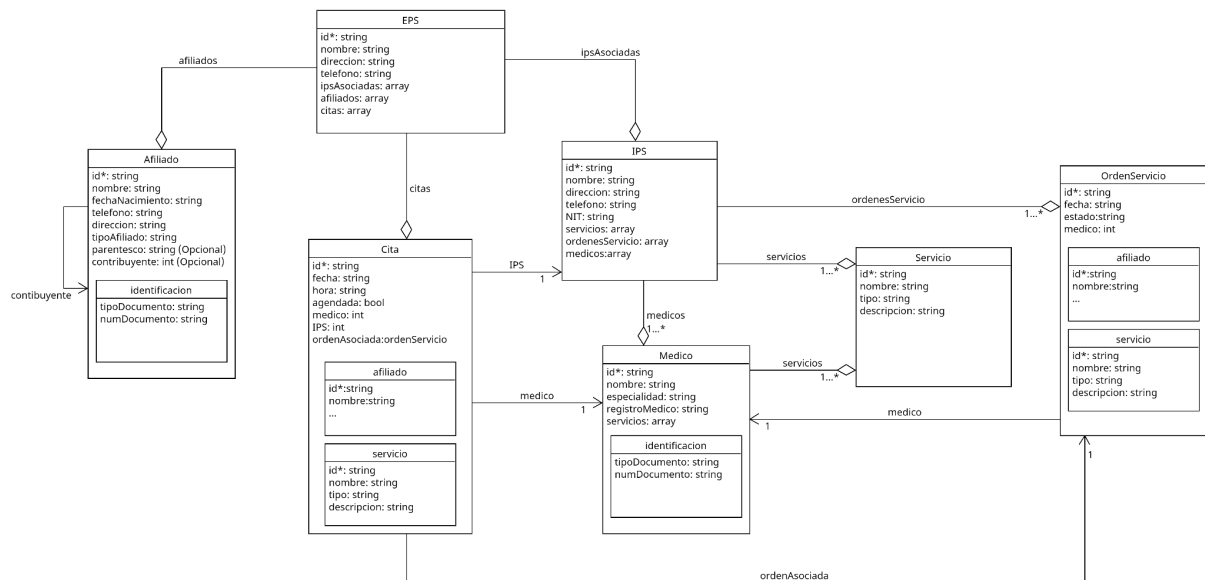 EPS
id*: string
nombre: string
direccion: string
telefono: string
ipsAsociadas: array
afiliados: array
citas: array
afiliados
ipsAsociadas
citas
Afiliado
id*: string
nombre: string
fechaNacimiento: string
telefono: string
direccion: string
tipoAfiliado: string
parentesco: string (Opcional)
contribuyente: int (Opcional)
identificacion
tipoDocumento: string
numDocumento: string
contibuyente
Cita
id*: string
fecha: string
hora: string
agendada: bool
medico: int
IPS: int
ordenAsociada:ordenServicio
afiliado
id*:string
nombre:string
...
servicio
id*: string
nombre: string
tipo: string
descripcion: string
IPS
1
medico
1
IPS
id*: string
nombre: string
direccion: string
telefono: string
NIT: string
servicios: array
ordenesServicio: array
medicos:array
medicos
1...*
ordenesServicio
1...*
servicios
1...*
Medico
id*: string
nombre: string
especialidad: string
registroMedico: string
servicios: array
identificacion
tipoDocumento: string
numDocumento: string
servicios
1...*
medico
1
Servicio
id*: string
nombre: string
tipo: string
descripcion: string
OrdenServicio
id*: string
fecha: string
estado:string
medico: int
afiliado
id*:string
nombre:string
...
servicio
id*: string
nombre: string
tipo: string
descripcion: string
1
ordenAsociada